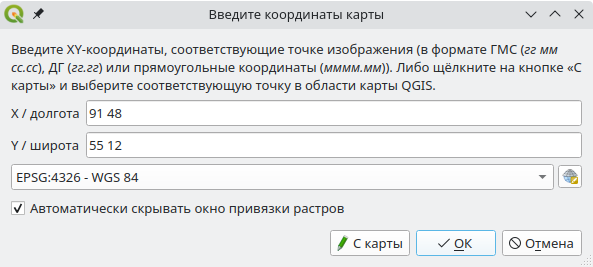 Введите координаты карты
Введите XY-координаты, соответствующие точке изображения (в формате ГМС (гг мм
сс.сс), ДГ (гг.гг) или прямоугольные координаты (мммм.мм)). Либо щёлкните на кнопке «С
карты» и выберите соответствующую точку в области карты QGIS.
X / долгота 91 48
Y / широта 55 12
EPSG:4326 - WGS 84
Автоматически скрывать окно привязки растров
С карты ОК Отмена